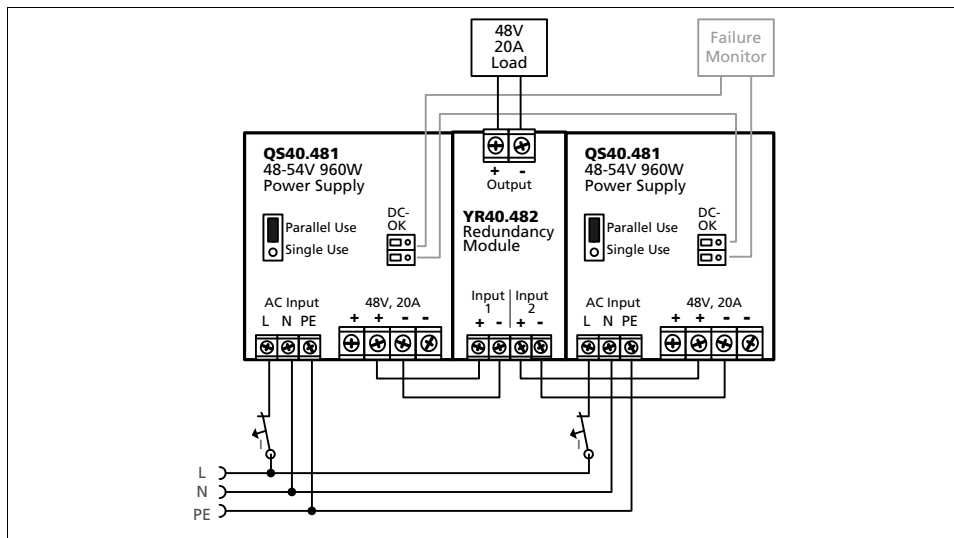 48V
20A
Load
Failure
Monitor
QS40.481
48-54V 960W
Power Supply
Parallel Use
Single Use
DC-
OK
AC Input
L N PE
48V, 20A
+ + - -
+ -
Output
YR40.482
Redundancy
Module
Input
1
Input
2
+ - + -
QS40.481
48-54V 960W
Power Supply
Parallel Use
Single Use
DC-
OK
AC Input
L N PE
48V, 20A
+ + - -
I
I
L
N
PE